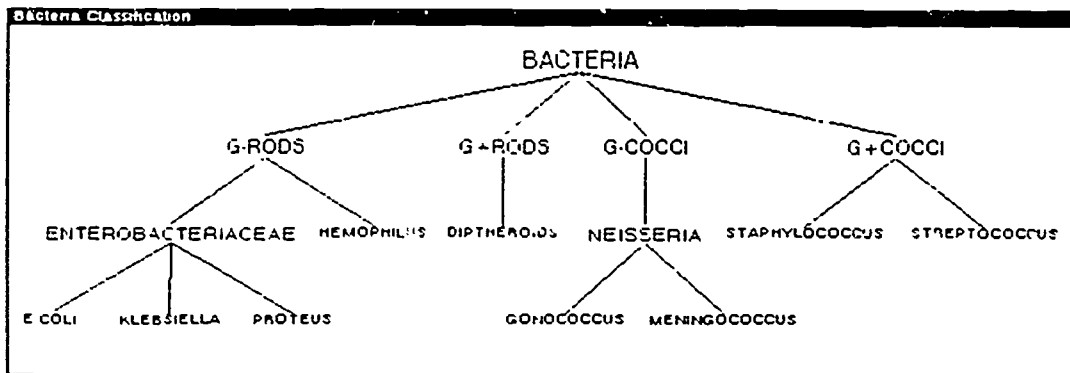 Bacteria Classification
BACTERIA
G-RODS G+RODS G-COCCI G+COCCI
ENTEROBACTERIACEAE HEMOPHILUS DIPTHEROIDS NEISSERIA STAPHYLOCOCCUS STREPTOCOCCUS
E COLI KLEBSIELLA PROTEUS GONOCOCCUS MENINGOCOCCUS